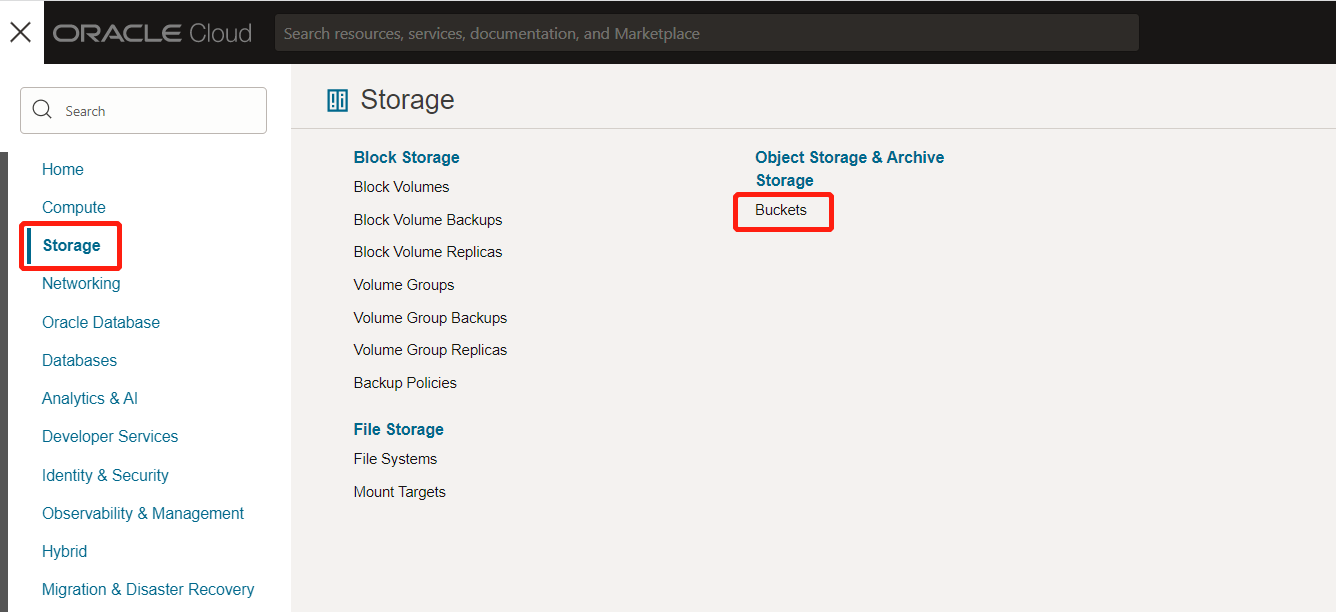 ORACLE Cloud
Search resources, services, documentation, and Marketplace
Search
Home
Compute
Storage
Networking
Oracle Database
Databases
Analytics & AI
Developer Services
Identity & Security
Observability & Management
Hybrid
Migration & Disaster Recovery
Storage
Block Storage
Block Volumes
Block Volume Backups
Block Volume Replicas
Volume Groups
Volume Group Backups
Volume Group Replicas
Backup Policies
File Storage
File Systems
Mount Targets
Object Storage & Archive
Storage
Buckets